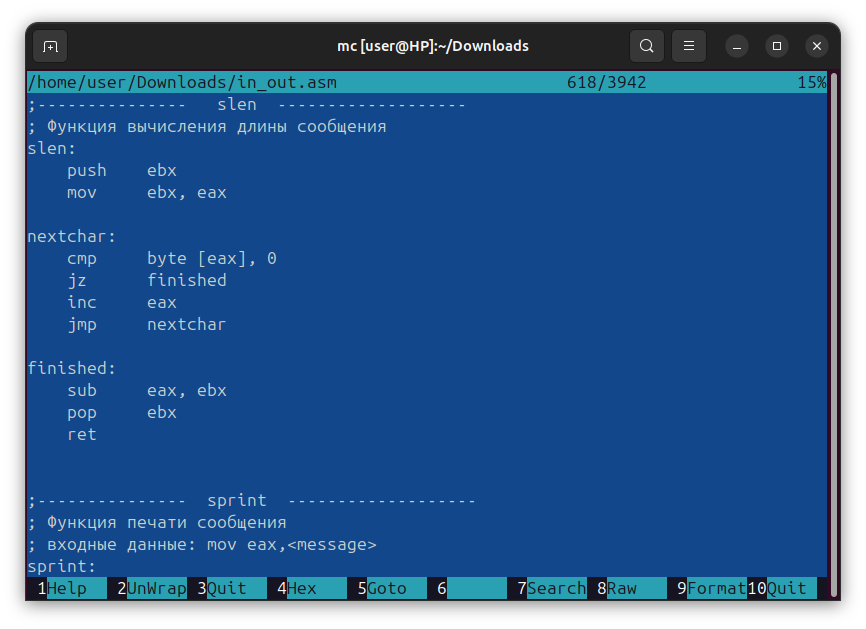 mc [user@HP]:~/Downloads
/home/user/Downloads/in_out.asm 618/3942 15%
;--------------- slen -------------------
; Функция вычисления длины сообщения
slen:
push ebx
mov ebx, eax
nextchar:
cmp byte [eax], 0
jz finished
inc eax
jmp nextchar
finished:
sub eax, ebx
pop ebx
ret
;--------------- sprint -------------------
; Функция печати сообщения
; входные данные: mov eax,<message>
sprint:
1Help 2UnWrap 3Quit 4Hex 5Goto 6 7Search 8Raw 9Format 10Quit